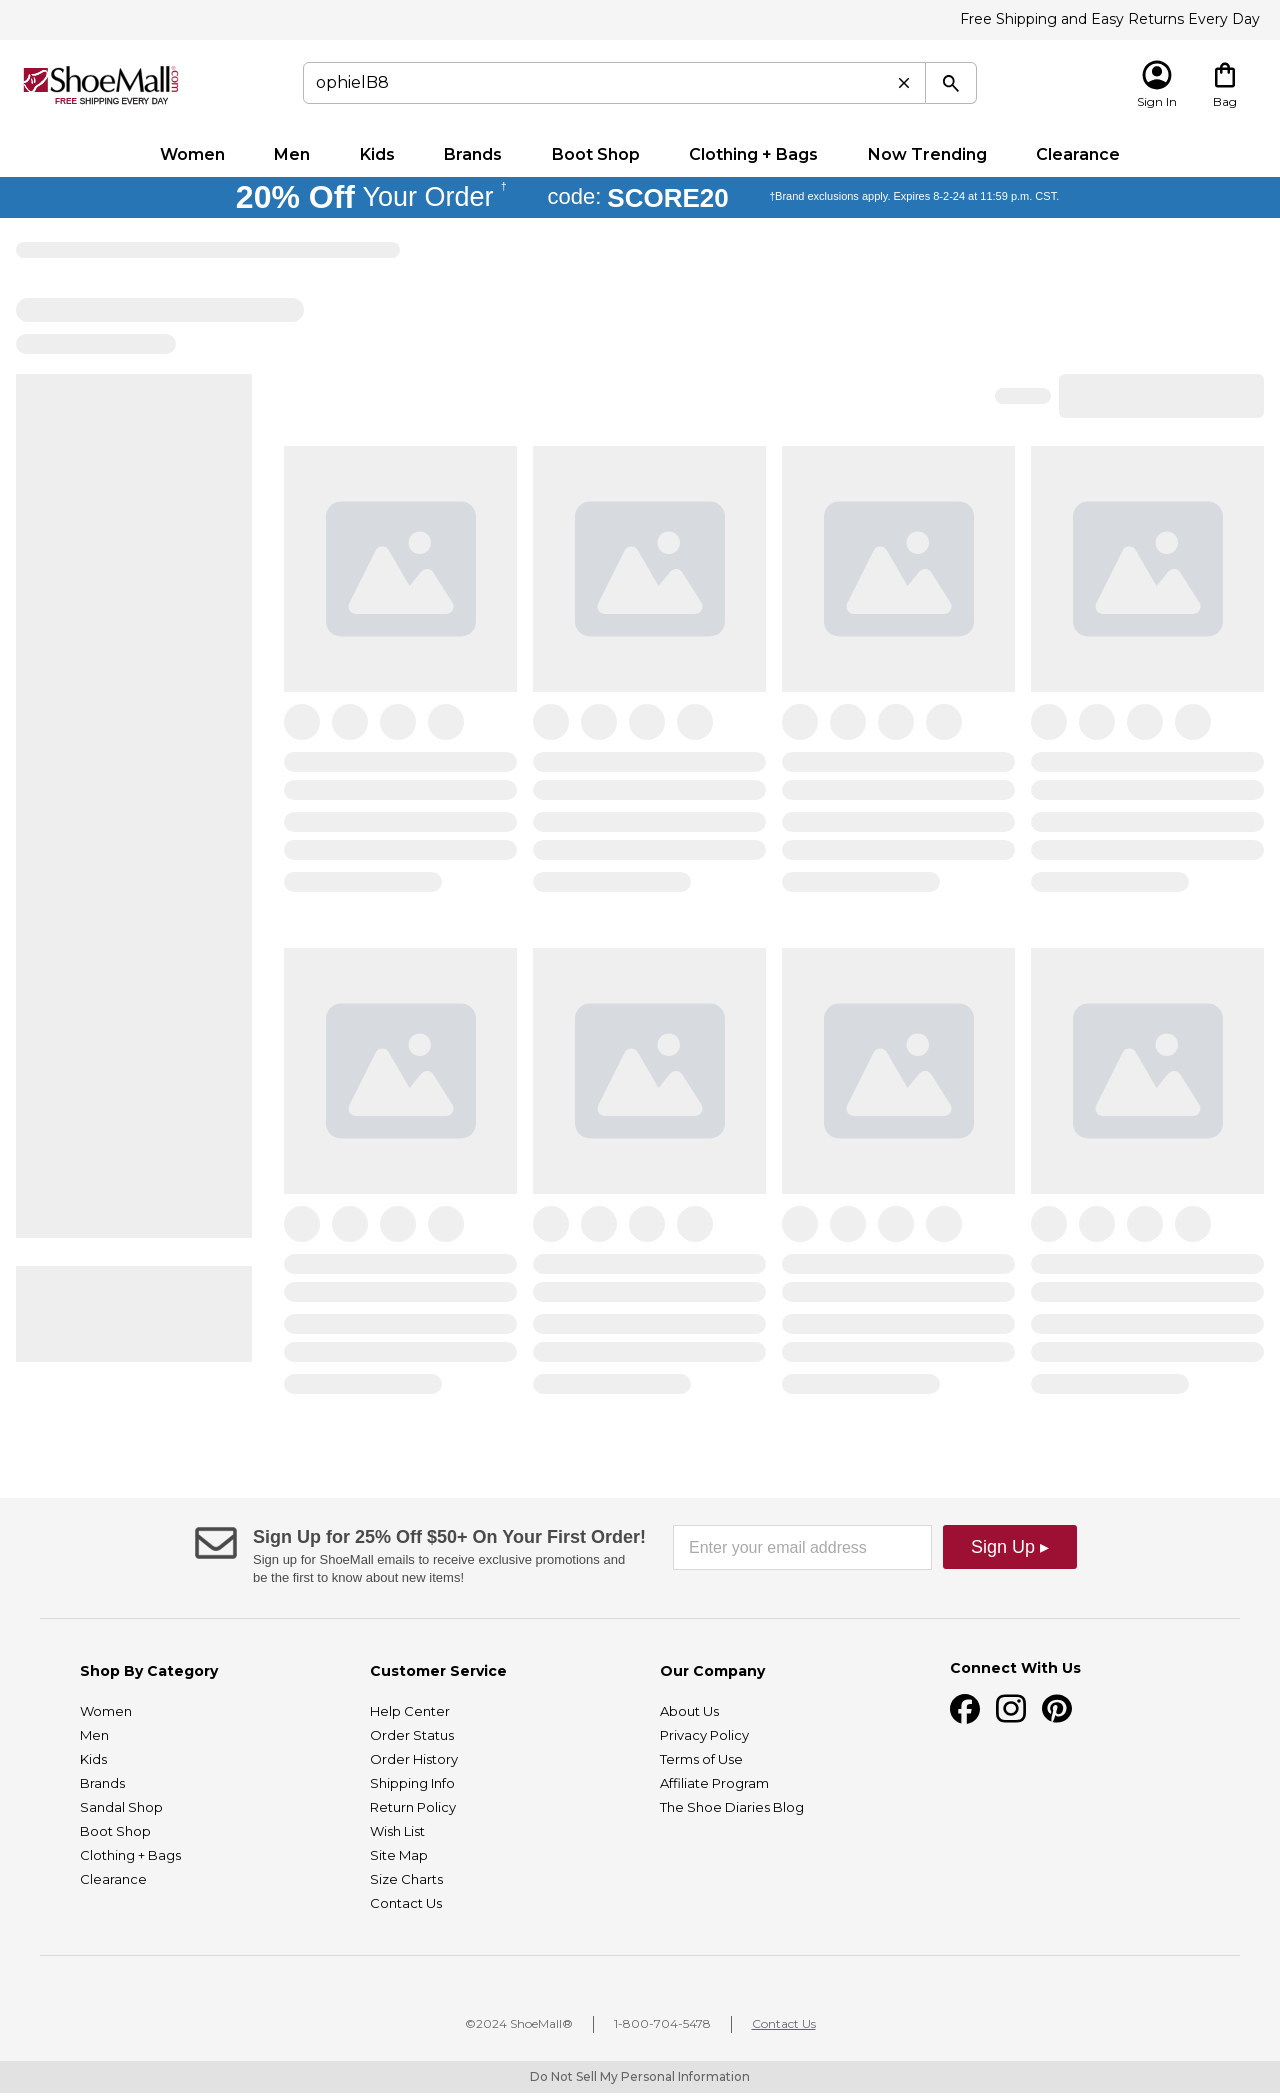 Free Shipping and Easy Returns Every Day
ShoeMall.com
FREE SHIPPING EVERY DAY
ophielB8
Sign In
Bag
Women Men Kids Brands Boot Shop Clothing + Bags Now Trending Clearance
20% Off Your Order † code: SCORE20 †Brand exclusions apply. Expires 8-2-24 at 11:59 p.m. CST.
Sign Up for 25% Off $50+ On Your First Order!
Sign up for ShoeMall emails to receive exclusive promotions and
be the first to know about new items!
Enter your email address
Sign Up ▸
Shop By Category
Women
Men
Kids
Brands
Sandal Shop
Boot Shop
Clothing + Bags
Clearance
Customer Service
Help Center
Order Status
Order History
Shipping Info
Return Policy
Wish List
Site Map
Size Charts
Contact Us
Our Company
About Us
Privacy Policy
Terms of Use
Affiliate Program
The Shoe Diaries Blog
Connect With Us
©2024 ShoeMall® 1-800-704-5478 Contact Us
Do Not Sell My Personal Information